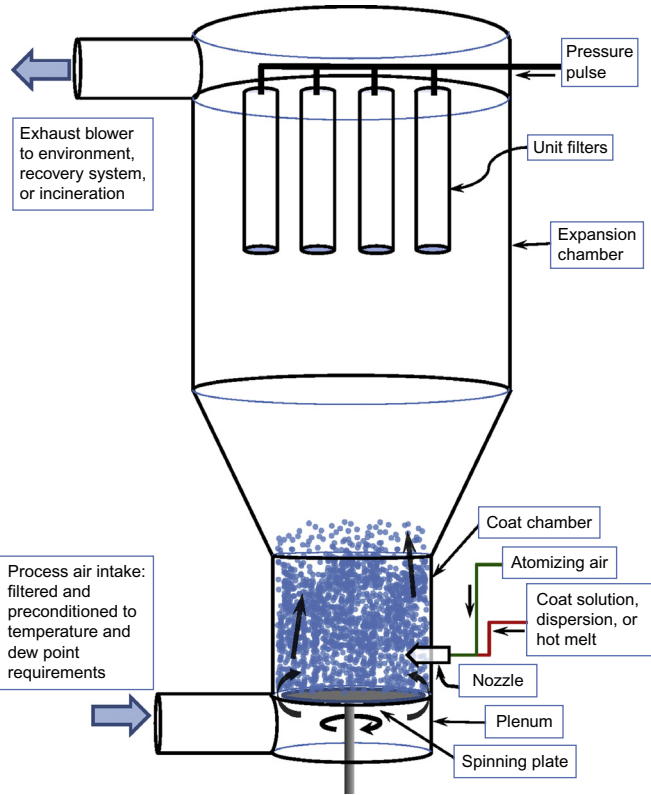 Pressure
pulse
Exhaust blower
to environment,
recovery system,
or incineration
Unit filters
Expansion
chamber
Coat chamber
Atomizing air
Process air intake:
filtered and
preconditioned to
temperature and
dew point
requirements
Coat solution,
dispersion, or
hot melt
Nozzle
Plenum
Spinning plate